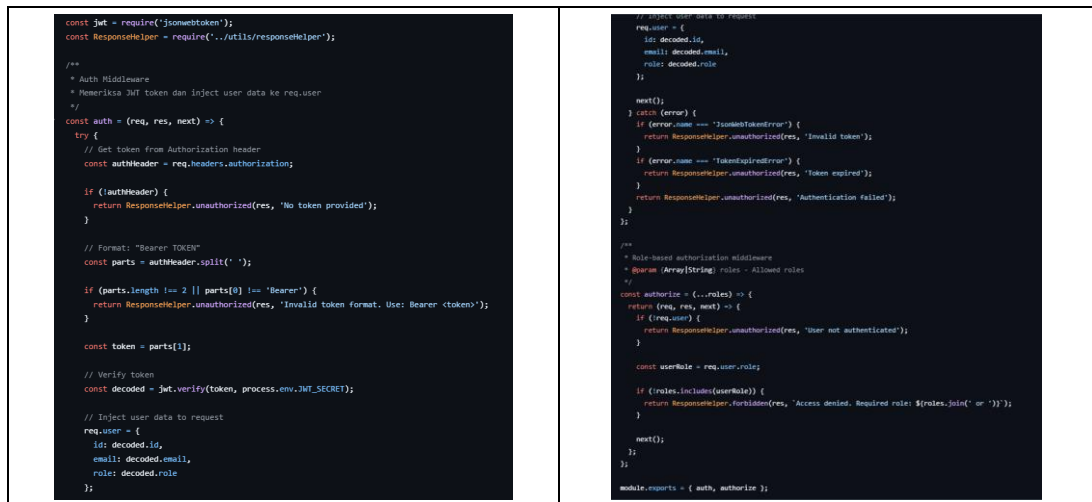 const jwt = require('jsonwebtoken');
const ResponseHelper = require('../utils/responseHelper');
/**
 * Auth Middleware
 * Memeriksa JWT token dan inject user data ke req.user
 */
const auth = (req, res, next) => {
  try {
    // Get token from Authorization header
    const authHeader = req.headers.authorization;
    if (!authHeader) {
      return ResponseHelper.unauthorized(res, 'No token provided');
    }
    // Format: "Bearer TOKEN"
    const parts = authHeader.split(' ');
    if (parts.length !== 2 || parts[0] !== 'Bearer') {
      return ResponseHelper.unauthorized(res, 'Invalid token format. Use: Bearer <token>');
    }
    const token = parts[1];
    // Verify token
    const decoded = jwt.verify(token, process.env.JWT_SECRET);
    // Inject user data to request
    req.user = {
      id: decoded.id,
      email: decoded.email,
      role: decoded.role
    };
    // Inject user data to request
    req.user = {
      id: decoded.id,
      email: decoded.email,
      role: decoded.role
    };
    next();
  } catch (error) {
    if (error.name === 'JsonWebTokenError') {
      return ResponseHelper.unauthorized(res, 'Invalid token');
    }
    if (error.name === 'TokenExpiredError') {
      return ResponseHelper.unauthorized(res, 'Token expired');
    }
    return ResponseHelper.unauthorized(res, 'Authentication failed');
  }
};
/**
 * Role-based authorization middleware
 * @param {Array|String} roles - Allowed roles
 */
const authorize = (...roles) => {
  return (req, res, next) => {
    if (!req.user) {
      return ResponseHelper.unauthorized(res, 'User not authenticated');
    }
    const userRole = req.user.role;
    if (!roles.includes(userRole)) {
      return ResponseHelper.forbidden(res, `Access denied. Required role: ${roles.join(' or ')}`);
    }
    next();
  };
};
module.exports = { auth, authorize };